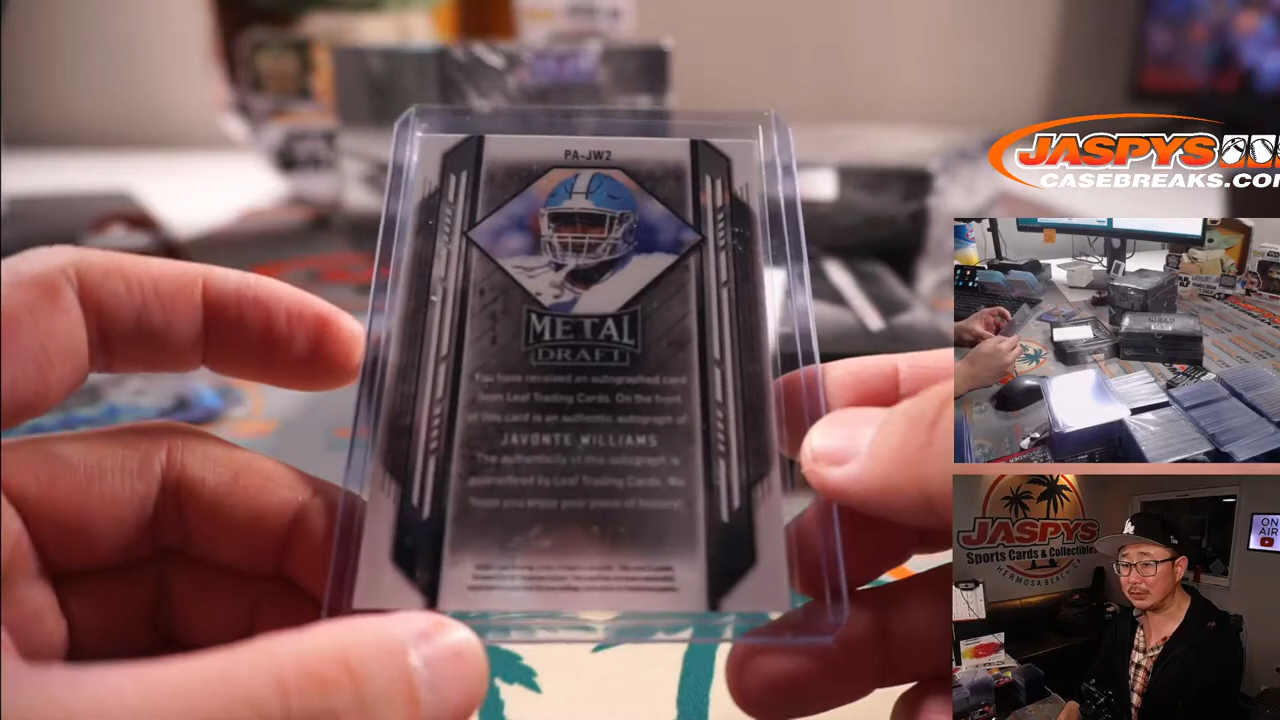 PA-JW2
METAL
DRAFT
You have received an autographed card
from Leaf Trading Cards. On the front
of this card is an authentic autograph of
JAVONTE WILLIAMS
The authenticity of this autograph is
guaranteed by Leaf Trading Cards. We
hope you enjoy your piece of history!
JASPYS
CASEBREAKS.CO
JASPYS
Sports Cards & Collectibles
HERMOSA BEACH, CA
ON
AIR